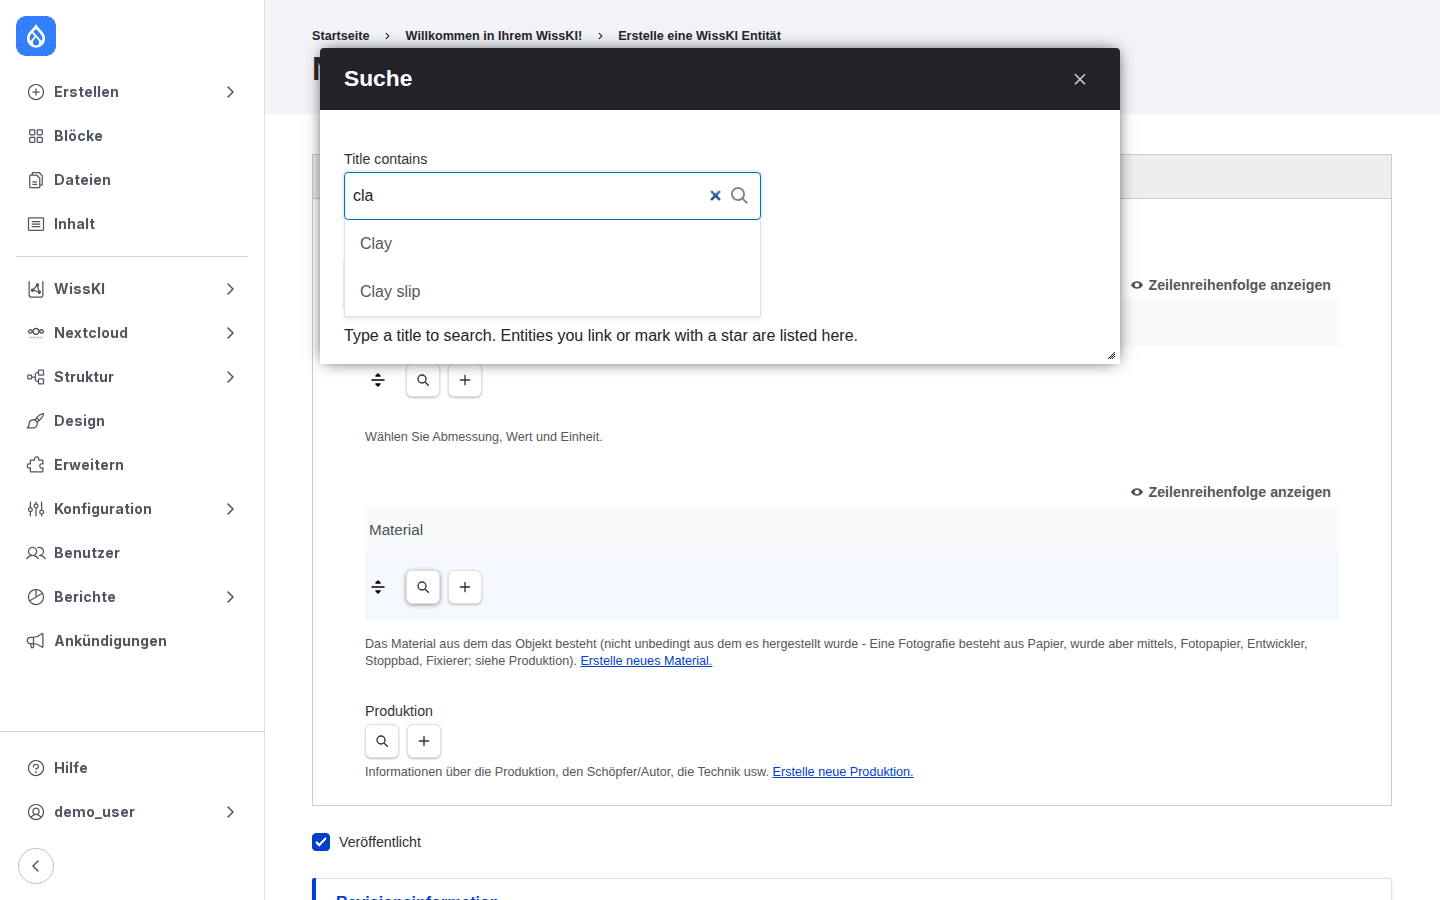 Startseite > Willkommen in Ihrem WissKI! > Erstelle eine WissKI Entität
Suche
Erstellen
Blöcke
Dateien
Inhalt
WissKI
Nextcloud
Struktur
Design
Erweitern
Konfiguration
Benutzer
Berichte
Ankündigungen
Hilfe
demo_user
Title contains
cla
Clay
Clay slip
Type a title to search. Entities you link or mark with a star are listed here.
Zeilenreihenfolge anzeigen
Wählen Sie Abmessung, Wert und Einheit.
Zeilenreihenfolge anzeigen
Material
Das Material aus dem das Objekt besteht (nicht unbedingt aus dem es hergestellt wurde - Eine Fotografie besteht aus Papier, wurde aber mittels, Fotopapier, Entwickler,
Stoppbad, Fixierer; siehe Produktion). Erstelle neues Material.
Produktion
Informationen über die Produktion, den Schöpfer/Autor, die Technik usw. Erstelle neue Produktion.
Veröffentlicht
Revisionsinformation